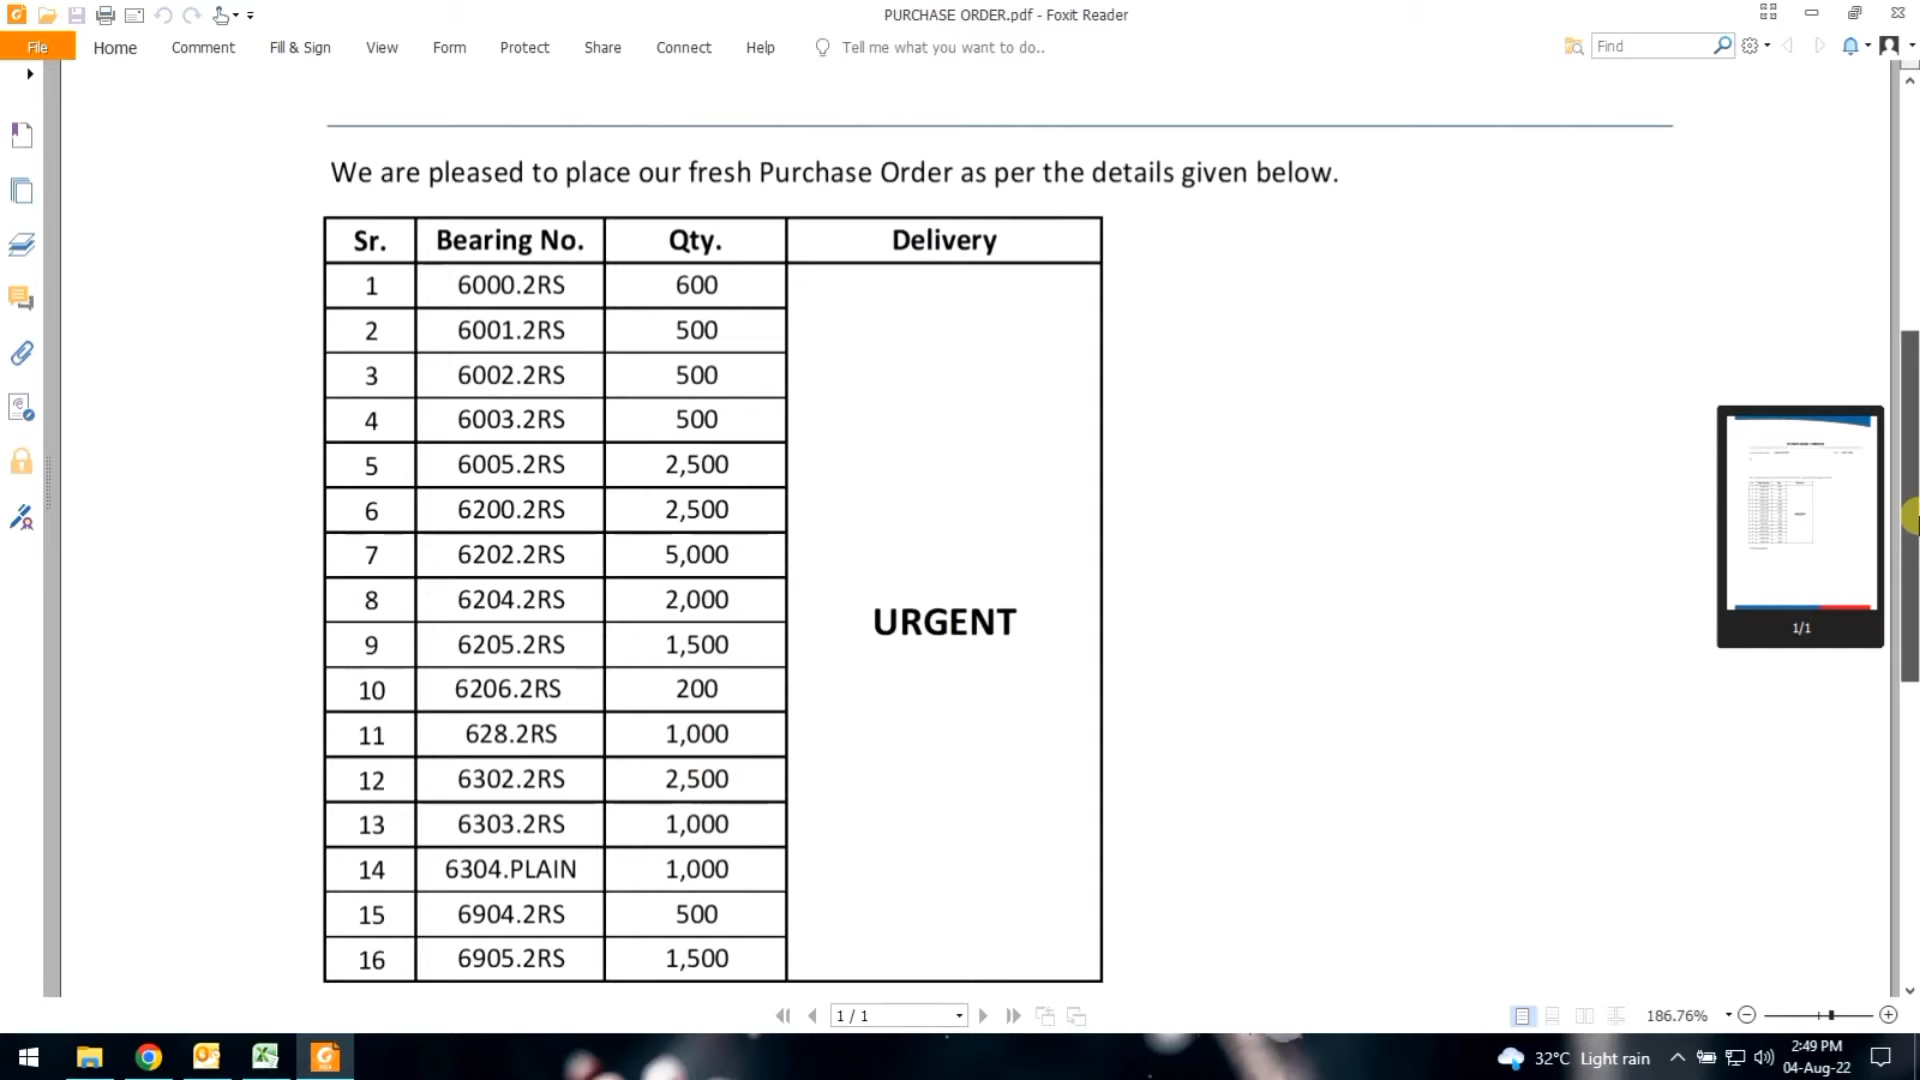 PURCHASE ORDER.pdf - Foxit Reader
File Home Comment Fill & Sign View Form Protect Share Connect Help Tell me what you want to do.. Find
We are pleased to place our fresh Purchase Order as per the details given below.
Sr. Bearing No. Qty. Delivery
1 6000.2RS 600
2 6001.2RS 500
3 6002.2RS 500
4 6003.2RS 500
5 6005.2RS 2,500
6 6200.2RS 2,500
7 6202.2RS 5,000
8 6204.2RS 2,000
URGENT
9 6205.2RS 1,500
1/1
10 6206.2RS 200
11 628.2RS 1,000
12 6302.2RS 2,500
13 6303.2RS 1,000
14 6304.PLAIN 1,000
15 6904.2RS 500
16 6905.2RS 1,500
1 / 1 186.76%
32°C Light rain 2:49 PM
04-Aug-22